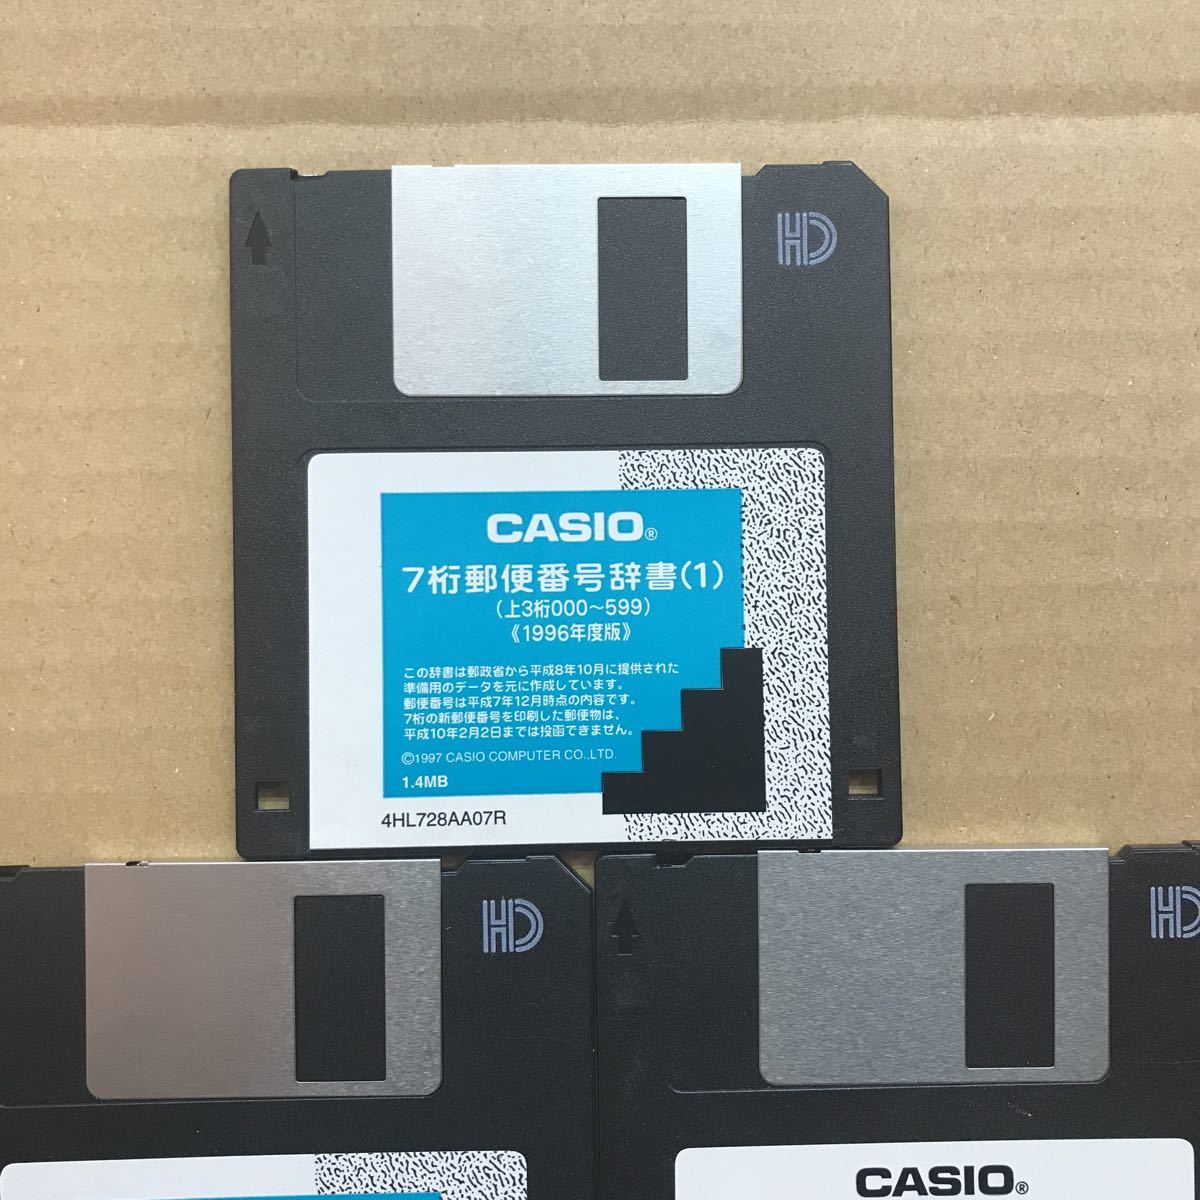 HD
CASIO®
7桁郵便番号辞書(1)
(上3桁000～599)
《1996年度版》
この辞書は郵政省から平成8年10月に提供された
準備用のデータを元に作成しています。
郵便番号は平成7年12月時点の内容です。
7桁の新郵便番号を印刷した郵便物は、
平成10年2月2日までは投函できません。
©1997 CASIO COMPUTER CO.,LTD.
1.4MB
4HL728AA07R
HD
HD
CASIO®